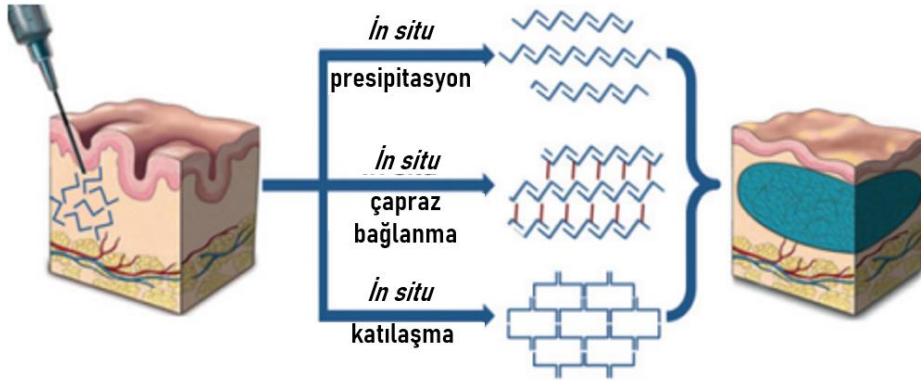 İn situ
presipitasyon
İn situ
çapraz
bağlanma
İn situ
katılaşma